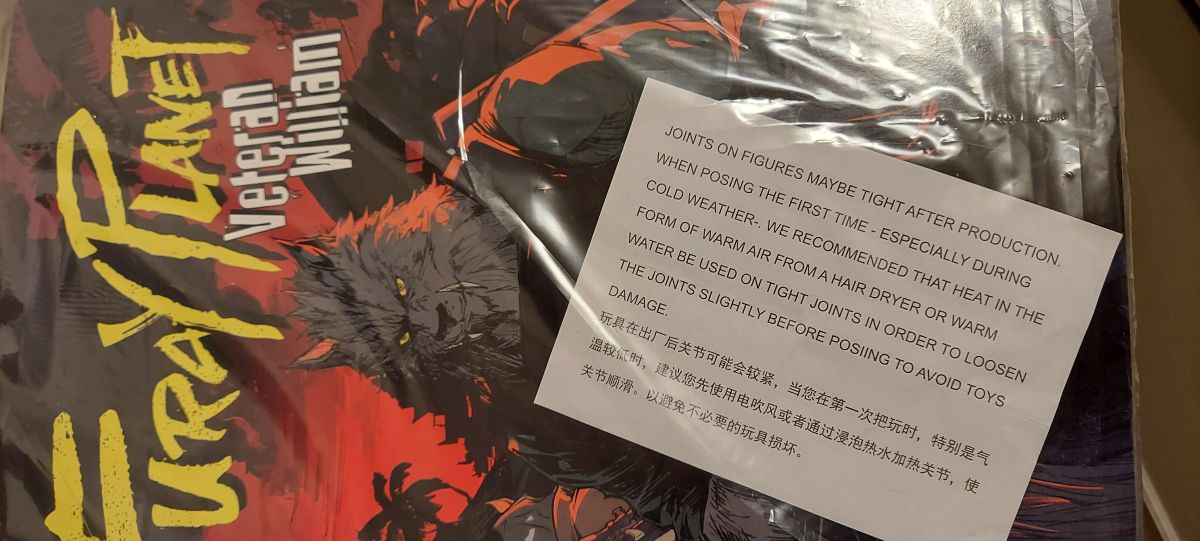 FURAY PLANET
Veteran
William
JOINTS ON FIGURES MAYBE TIGHT AFTER PRODUCTION.
WHEN POSING THE FIRST TIME - ESPECIALLY DURING
COLD WEATHER-. WE RECOMMENDED THAT HEAT IN THE
FORM OF WARM AIR FROM A HAIR DRYER OR WARM
WATER BE USED ON TIGHT JOINTS IN ORDER TO LOOSEN
THE JOINTS SLIGHTLY BEFORE POSIING TO AVOID TOYS
DAMAGE.
玩具在出厂后关节可能会较紧，当您在第一次把玩时，特别是气
温较低时，建议您先使用电吹风或者通过浸泡热水加热关节，使
关节顺滑。以避免不必要的玩具损坏。